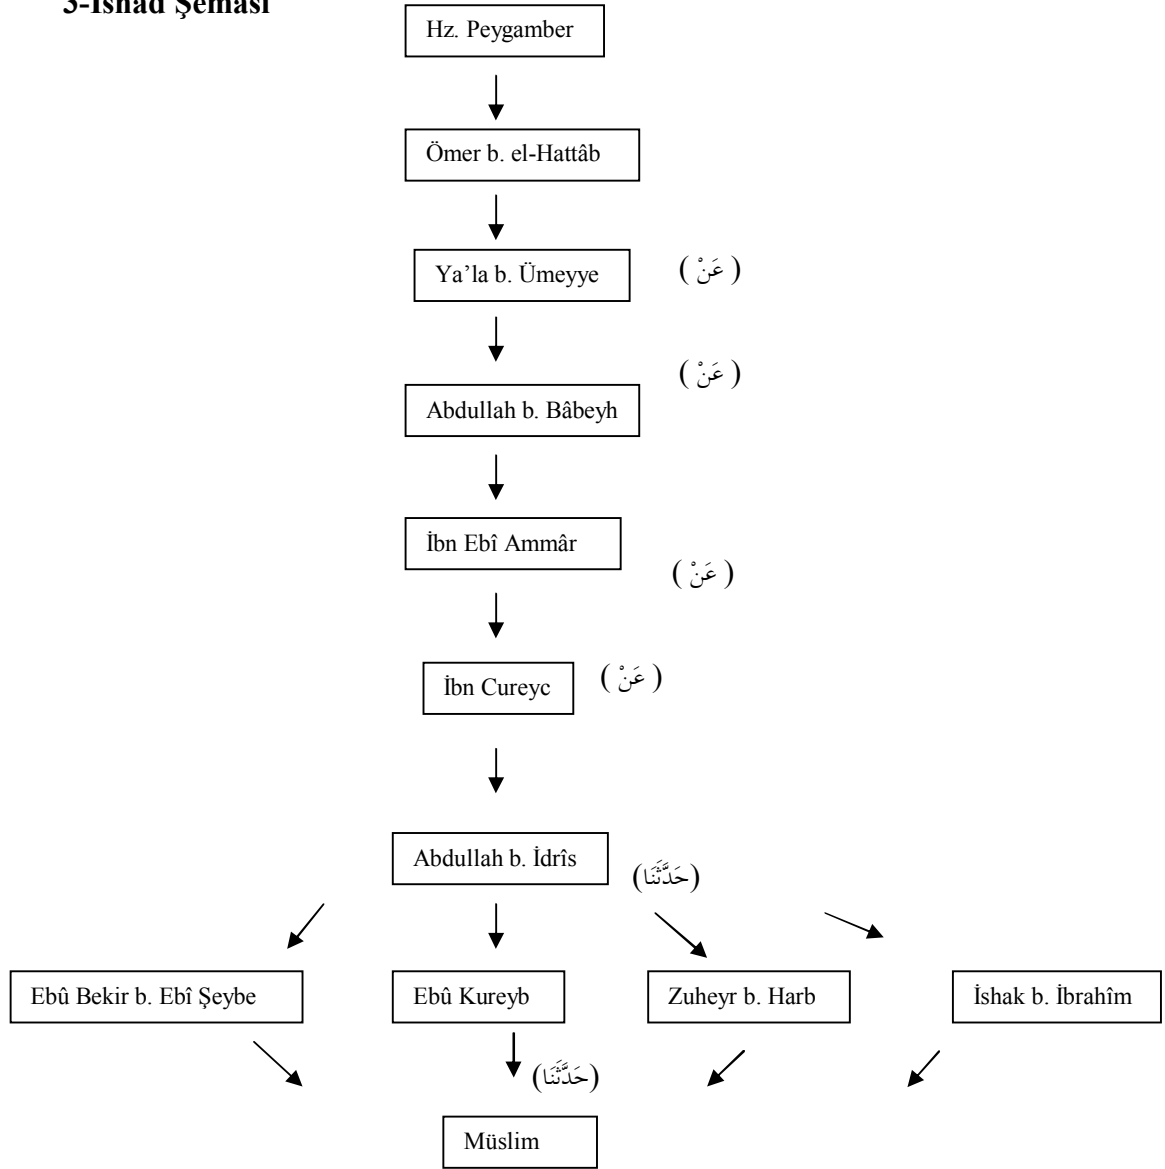 3-İsnad Şeması
Hz. Peygamber
Ömer b. el-Hattâb
Ya’la b. Ümeyye
( عَنْ )
( عَنْ )
Abdullah b. Bâbeyh
İbn Ebî Ammâr
( عَنْ )
İbn Cureyc
( عَنْ )
Abdullah b. İdrîs
(حَدَّثَنَا)
Ebû Bekir b. Ebî Şeybe
Ebû Kureyb
Zuheyr b. Harb
İshak b. İbrahîm
(حَدَّثَنَا)
Müslim